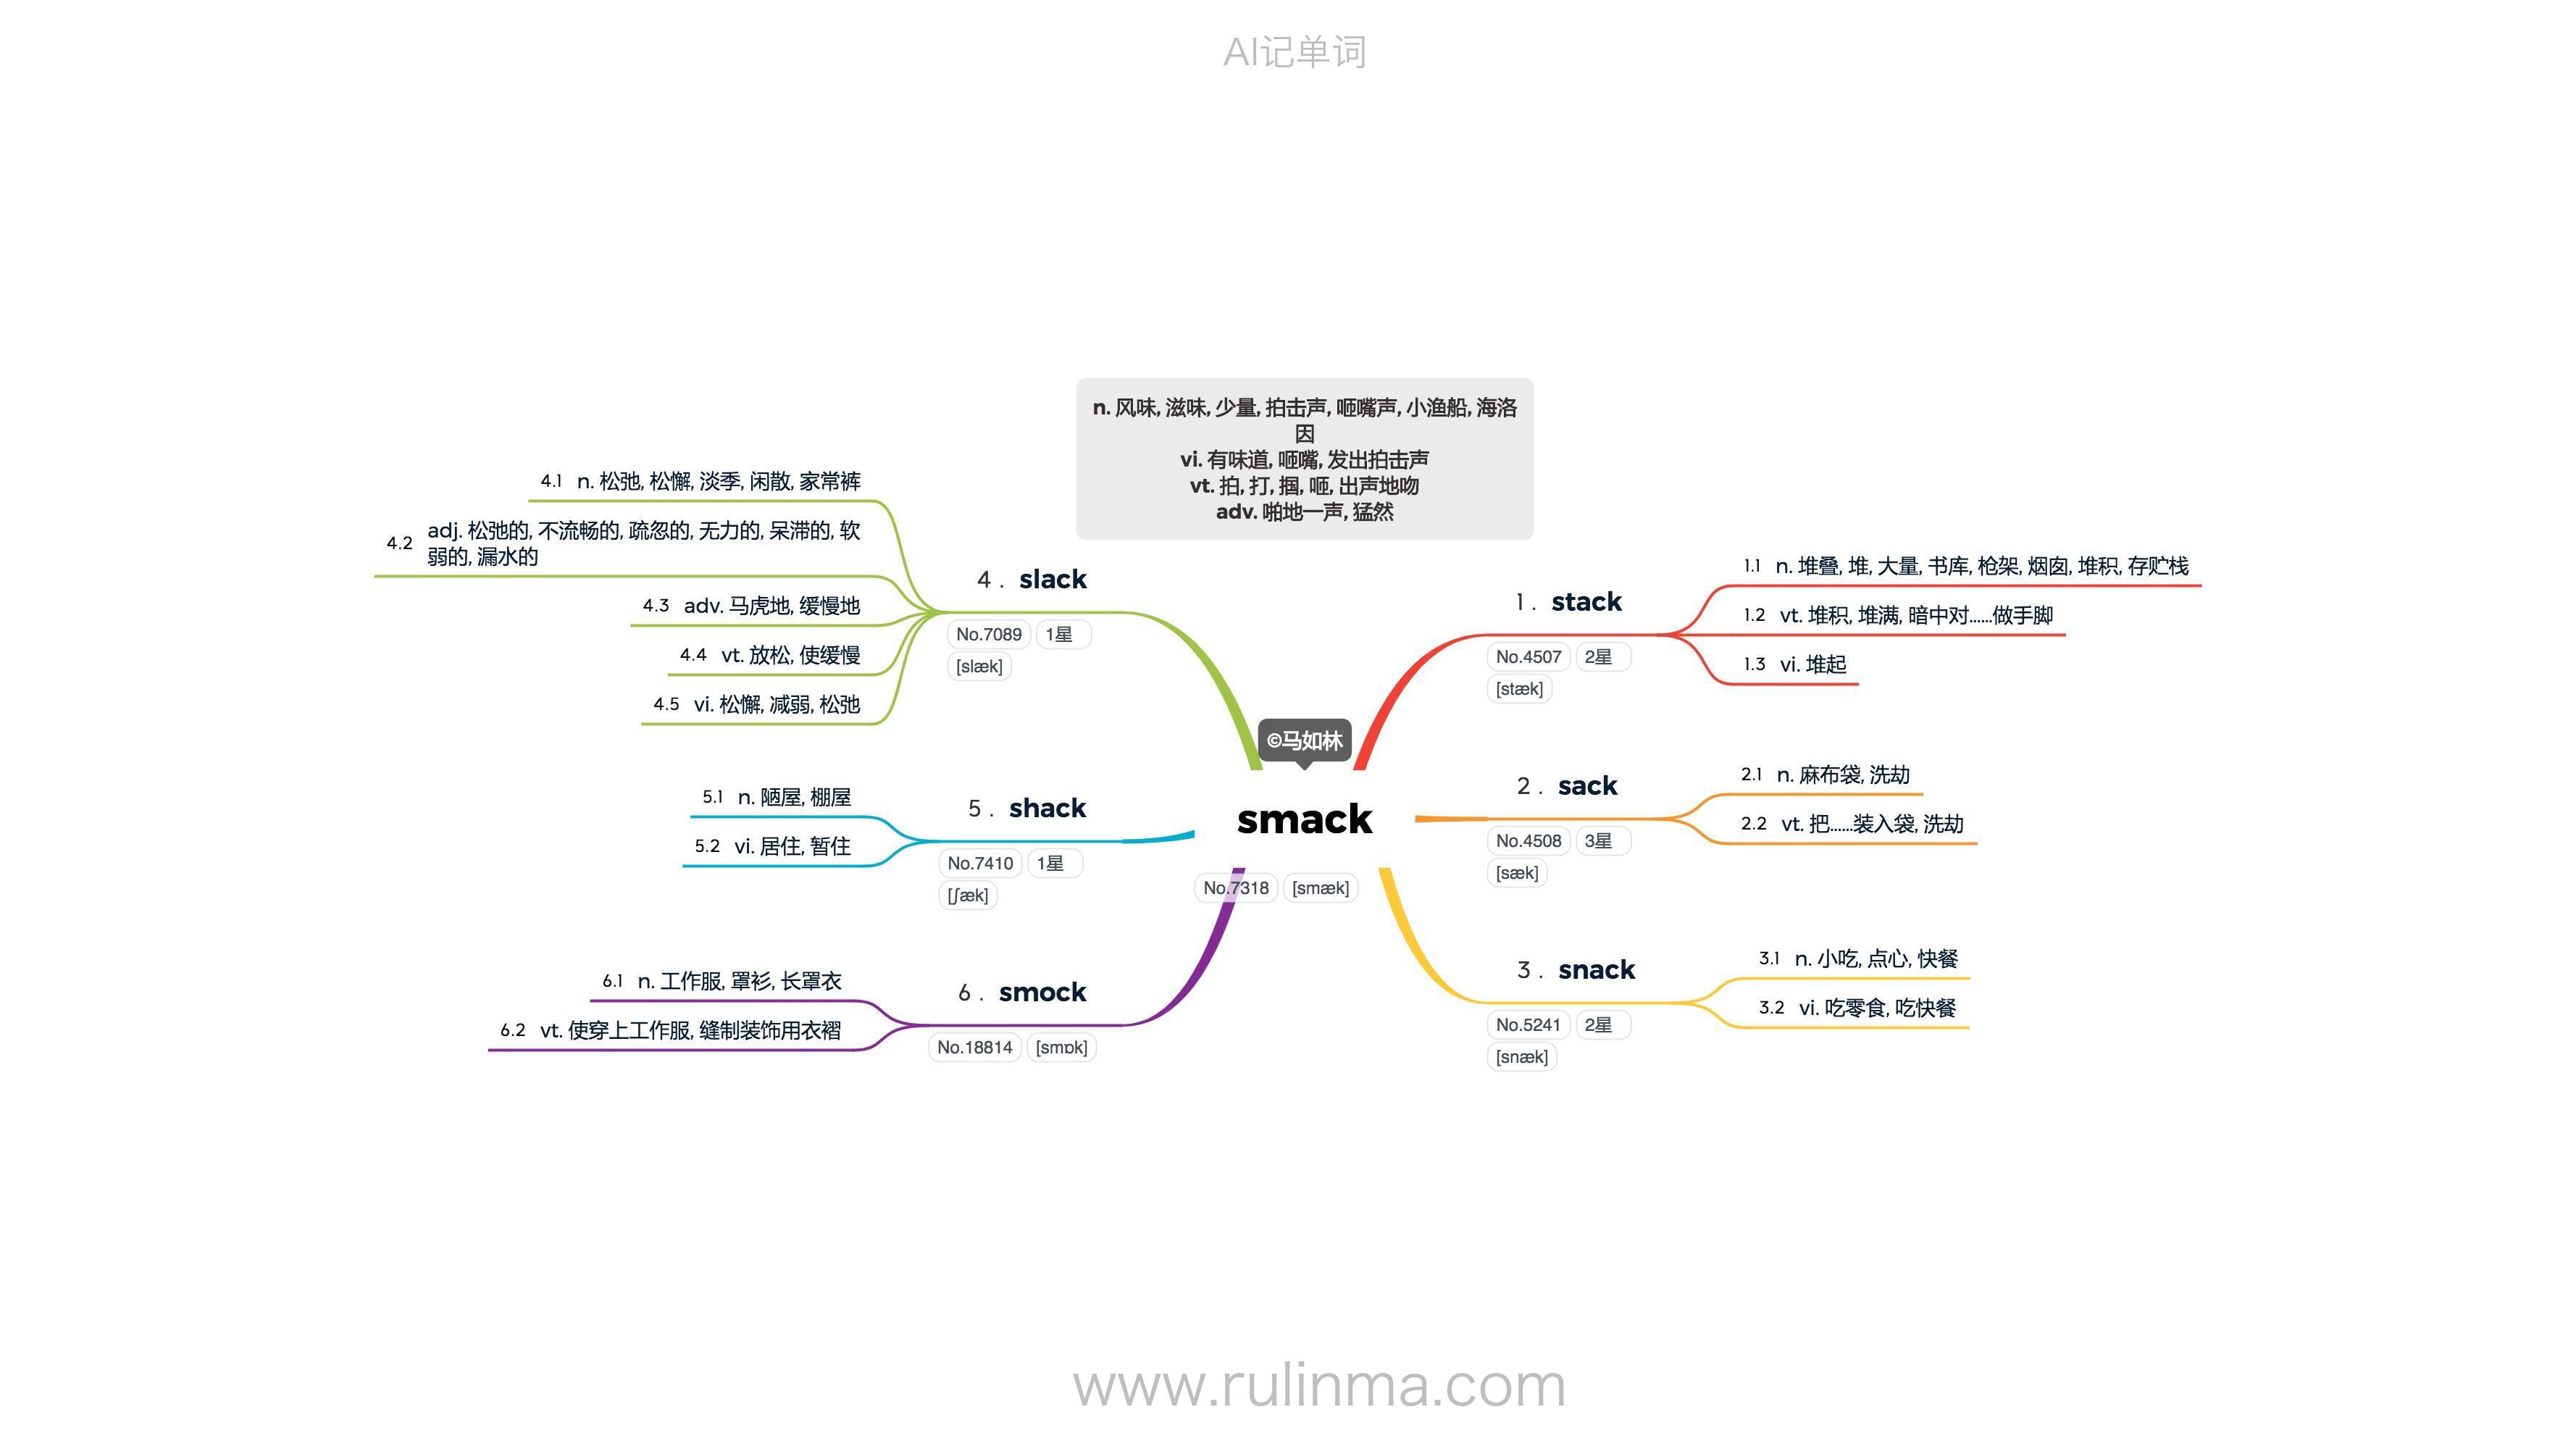 AI记单词
n. 风味, 滋味, 少量, 拍击声, 咂嘴声, 小渔船, 海洛
因
vi. 有味道, 咂嘴, 发出拍击声
vt. 拍, 打, 掴, 咂, 出声地吻
adv. 啪地一声, 猛然
©马如林
smack
No.7318 [smæk]
1. stack
No.4507 2星
[stæk]
1.1 n. 堆叠, 堆, 大量, 书库, 枪架, 烟囱, 堆积, 存贮栈
1.2 vt. 堆积, 堆满, 暗中对……做手脚
1.3 vi. 堆起
2. sack
No.4508 3星
[sæk]
2.1 n. 麻布袋, 洗劫
2.2 vt. 把……装入袋, 洗劫
3. snack
No.5241 2星
[snæk]
3.1 n. 小吃, 点心, 快餐
3.2 vi. 吃零食, 吃快餐
4. slack
No.7089 1星
[slæk]
4.1 n. 松弛, 松懈, 淡季, 闲散, 家常裤
4.2 adj. 松弛的, 不流畅的, 疏忽的, 无力的, 呆滞的, 软
弱的, 漏水的
4.3 adv. 马虎地, 缓慢地
4.4 vt. 放松, 使缓慢
4.5 vi. 松懈, 减弱, 松弛
5. shack
No.7410 1星
[ʃæk]
5.1 n. 陋屋, 棚屋
5.2 vi. 居住, 暂住
6. smock
No.18814 [smɒk]
6.1 n. 工作服, 罩衫, 长罩衣
6.2 vt. 使穿上工作服, 缝制装饰用衣褶
www.rulinma.com